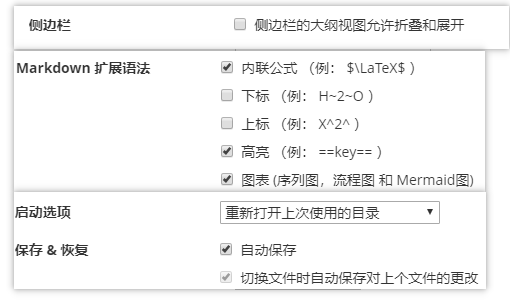 侧边栏 侧边栏的大纲视图允许折叠和展开
Markdown 扩展语法 内联公式 （例： $\LaTeX$ ）
下标 （例： H~2~O ）
上标 （例： X^2^ ）
高亮 （例： ==key== ）
图表 (序列图，流程图 和 Mermaid图)
启动选项 重新打开上次使用的目录
保存 & 恢复 自动保存
切换文件时自动保存对上个文件的更改